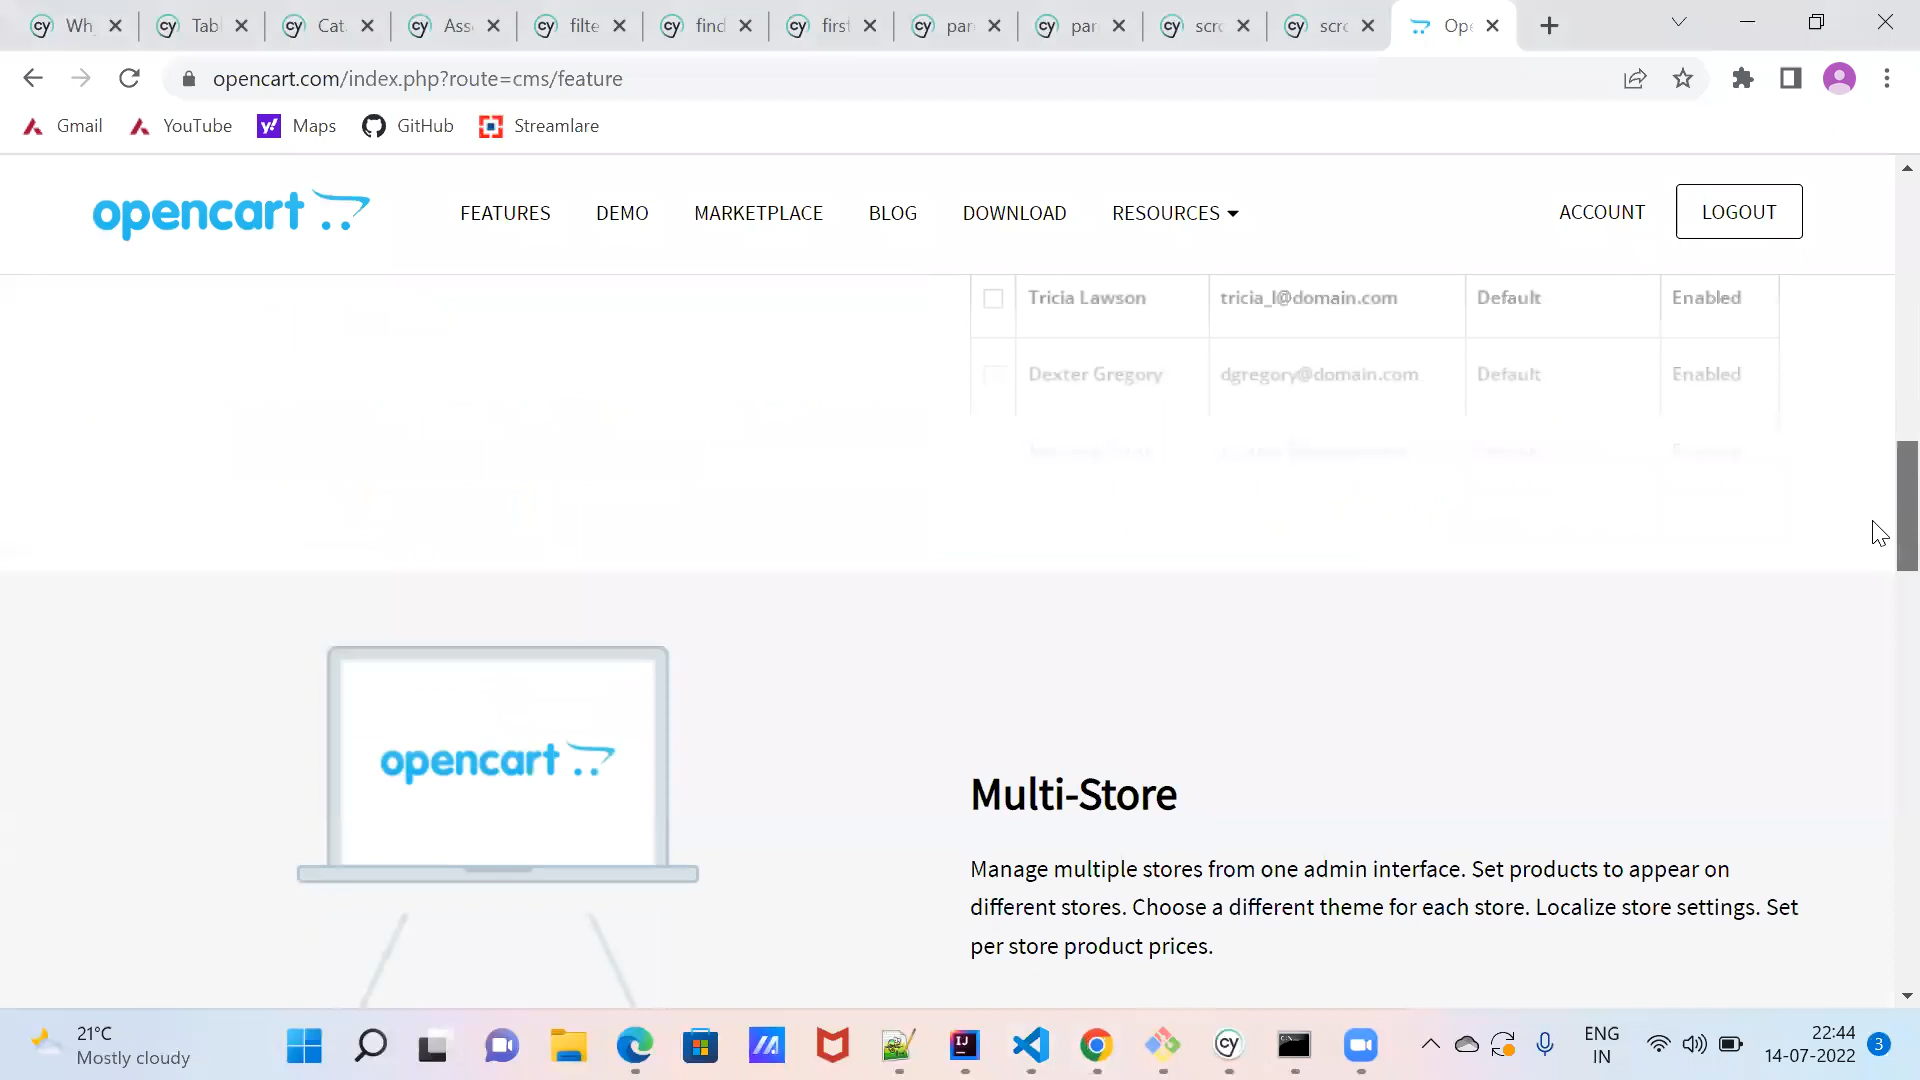 Wh
Tab
Cat
Ass
filte
find
first
par
par
scro
scro
Ope
opencart.com/index.php?route=cms/feature
Gmail
YouTube
Maps
GitHub
Streamlare
opencart
FEATURES
DEMO
MARKETPLACE
BLOG
DOWNLOAD
RESOURCES
ACCOUNT
LOGOUT
Tricia Lawson tricia_l@domain.com Default Enabled
Dexter Gregory dgregory@domain.com Default Enabled
opencart
Multi-Store
Manage multiple stores from one admin interface. Set products to appear on
different stores. Choose a different theme for each store. Localize store settings. Set
per store product prices.
21°C
Mostly cloudy
ENG
IN
22:44
14-07-2022
3